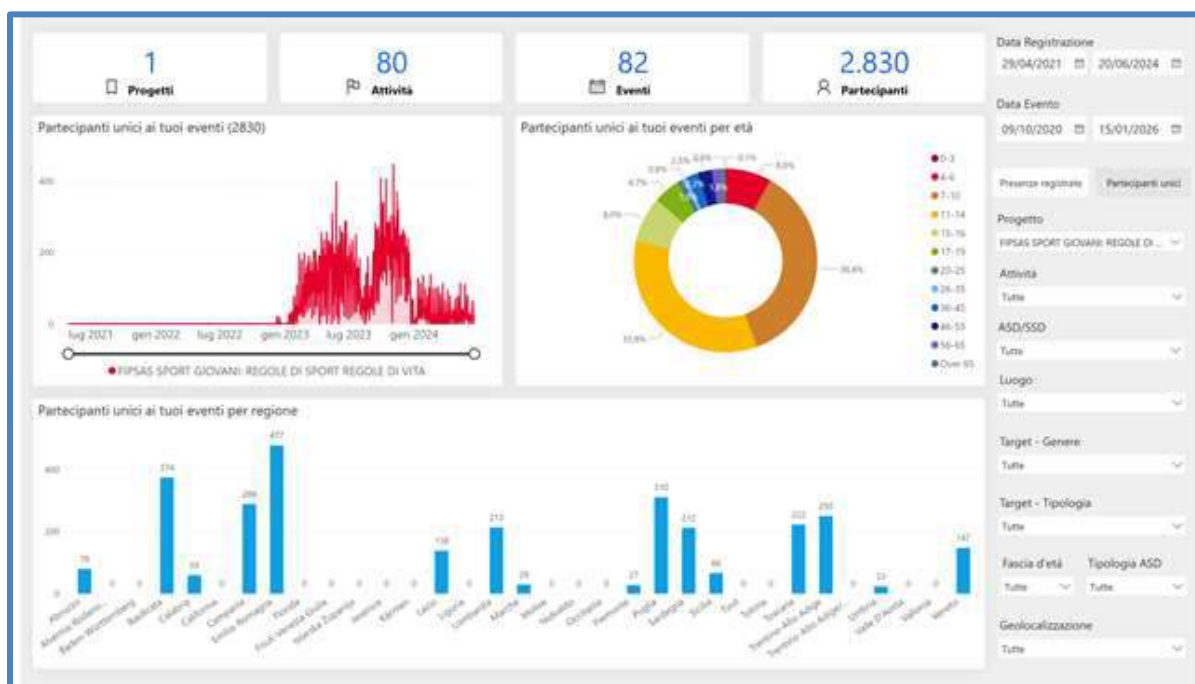 1
Progetti
80
Attività
82
Eventi
2.830
Partecipanti
Partecipanti unici ai tuoi eventi (2830)
400
200
0
lug 2021 gen 2022 lug 2022 gen 2023 lug 2023 gen 2024
FIPSAS SPORT GIOVANI: REGOLE DI SPORT REGOLE DI VITA
Partecipanti unici ai tuoi eventi per età
0-3
4-6
7-10
11-14
15-16
17-19
20-25
26-35
36-45
46-55
56-65
Over 65
Partecipanti unici ai tuoi eventi per regione
400
200
0
477
374
310
250
222
212
213
147
Abruzzo
Baden-Württemberg
Basilicata
Calabria
California
Campania
Emilia Romagna
Florida
Friuli Venezia Giulia
Kärnten
Lazio
Liguria
Lombardia
Marche
Molise
Occitania
Piemonte
Puglia
Sardegna
Sicilia
Tirol
Toscana
Trentino-Alto Adige
Umbria
Valle D'Aosta
Veneto
Data Registrazione
29/04/2021 20/06/2024
Data Evento
09/10/2020 15/01/2026
Presenze registrate Partecipanti unici
Progetto
FIPSAS SPORT GIOVANI: REGOLE DI ...
Attività
Tutte
ASD/SSD
Tutte
Luogo
Tutte
Target - Genere
Tutte
Target - Tipologia
Tutte
Fascia d'età Tipologia ASD
Tutte Tutte
Geolocalizzazione
Tutte